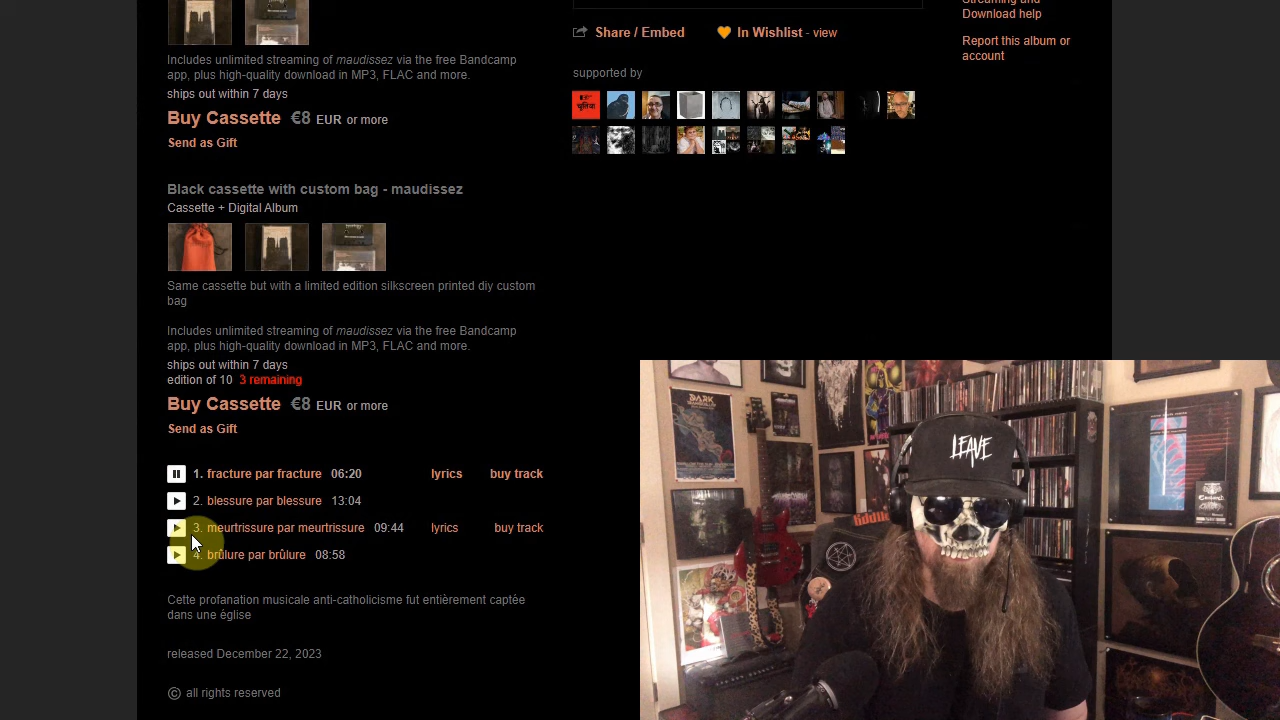 Streaming and
Download help
Share / Embed
In Wishlist - view
Report this album or
account
Includes unlimited streaming of maudissez via the free Bandcamp
app, plus high-quality download in MP3, FLAC and more.
supported by
ships out within 7 days
Buy Cassette €8 EUR or more
Send as Gift
Black cassette with custom bag - maudissez
Cassette + Digital Album
Same cassette but with a limited edition silkscreen printed diy custom
bag
Includes unlimited streaming of maudissez via the free Bandcamp
app, plus high-quality download in MP3, FLAC and more.
ships out within 7 days
edition of 10 3 remaining
Buy Cassette €8 EUR or more
Send as Gift
1. fracture par fracture 06:20 lyrics buy track
2. blessure par blessure 13:04
3. meurtrissure par meurtrissure 09:44 lyrics buy track
4. brûlure par brûlure 08:58
Cette profanation musicale anti-catholicisme fut entièrement captée
dans une église
released December 22, 2023
© all rights reserved
DARK
LEAVE